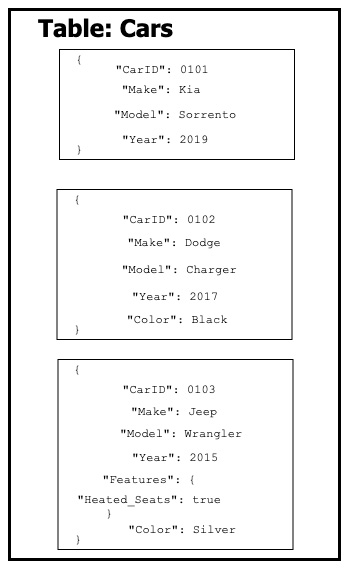 Table: Cars
{
"CarID": 0101
"Make": Kia
"Model": Sorrento
"Year": 2019
}
{
"CarID": 0102
"Make": Dodge
"Model": Charger
"Year": 2017
"Color": Black
}
{
"CarID": 0103
"Make": Jeep
"Model": Wrangler
"Year": 2015
"Features": {
"Heated_Seats": true
}
"Color": Silver
}